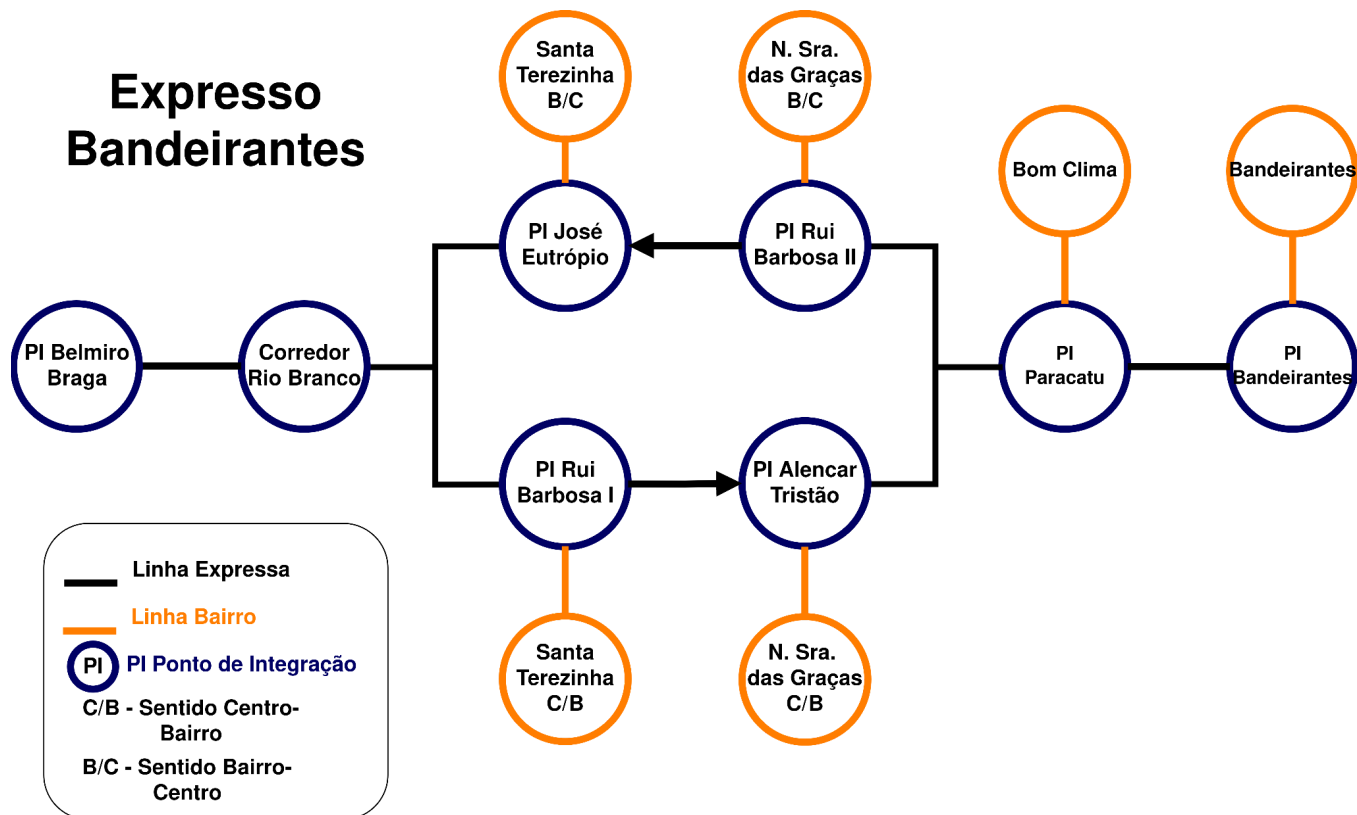 Expresso
Bandeirantes
Santa
Terezinha
B/C
N. Sra.
das Graças
B/C
Bom Clima
Bandeirantes
PI José
Eutrópio
PI Rui
Barbosa II
PI Belmiro
Braga
Corredor
Rio Branco
PI
Paracatu
PI
Bandeirantes
PI Rui
Barbosa I
PI Alencar
Tristão
Santa
Terezinha
C/B
N. Sra.
das Graças
C/B
Linha Expressa
Linha Bairro
PI PI Ponto de Integração
C/B - Sentido Centro-
Bairro
B/C - Sentido Bairro-
Centro